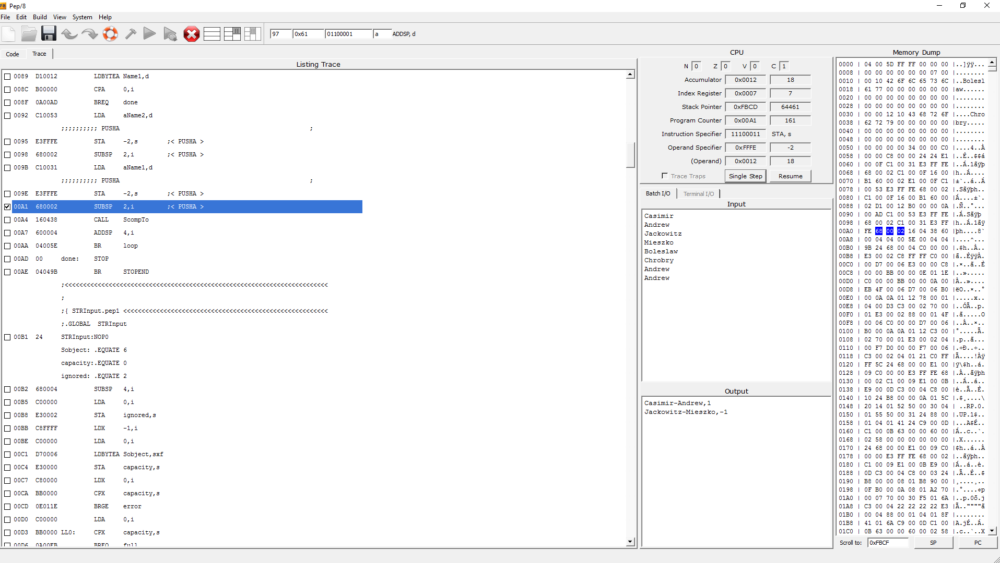 Pep/8
File Edit Build View System Help
97 0x61 01100001 a ADDSP, d
Code Trace
Listing Trace
0089 D10012 LDBYTEA Name1,d
008C B00000 CPA 0,i
008F 0A00AD BREQ done
0092 C10053 LDA aName2,d
;;;;;;;;;; PUSHA ;
0095 E3FFFE STA -2,s ;< PUSHA >
0098 680002 SUBSP 2,i ;< PUSHA >
009B C10031 LDA aName1,d
;;;;;;;;;; PUSHA ;
009E E3FFFE STA -2,s ;< PUSHA >
00A1 680002 SUBSP 2,i ;< PUSHA >
00A4 160438 CALL ScompTo
00A7 600004 ADDSP 4,i
00AA 04005E BR loop
00AD 00 done: STOP
00AE 04049B BR STOPEND
;<<<<<<<<<<<<<<<<<<<<<<<<<<<<<<<<<<<<<<<<<<<<<<<<<<<<<<<<<<<<<<<<<<<<<<<<
;
;{ STRInput.pep1 <<<<<<<<<<<<<<<<<<<<<<<<<<<<<<<<<<<<<<<<<<<<<<<<<<<<<<<<
;.GLOBAL STRInput
00B1 24 STRInput:NOP0
Sobject: .EQUATE 6
capacity:.EQUATE 0
ignored: .EQUATE 2
00B2 680004 SUBSP 4,i
00B5 C00000 LDA 0,i
00B8 E30002 STA ignored,s
00BB C8FFFF LDX -1,i
00BE C00000 LDA 0,i
00C1 D70006 LDBYTEA Sobject,sxf
00C4 E30000 STA capacity,s
00C7 C80000 LDX 0,i
00CA BB0000 CPX capacity,s
00CD 0E011E BRGE error
00D0 C00000 LDA 0,i
00D3 BB0000 LL0: CPX capacity,s
00D6 0A00EB BREQ full
CPU
N 0 Z 0 V 0 C 1
Accumulator 0x0012 18
Index Register 0x0007 7
Stack Pointer 0xFBCD 64461
Program Counter 0x00A1 161
Instruction Specifier 11100011 STA, s
Operand Specifier 0xFFFE -2
(Operand) 0x0012 18
Trace Traps Single Step Resume
Batch I/O Terminal I/O
Input
Casimir
Andrew
Jackowitz
Mieszko
Boleslaw
Chrobry
Andrew
Andrew
Output
Casimir-Andrew,1
Jackowitz-Mieszko,-1
Memory Dump
0000 | 04 00 5D FF FF 00 00 00 |..]ÿÿ...
0008 | 00 00 00 00 00 00 07 00 |........
0010 | 00 10 42 6F 6C 65 73 6C |..Bolesl
0018 | 61 77 00 00 00 00 00 00 |aw......
0020 | 00 00 00 00 00 00 00 00 |........
0028 | 00 00 00 00 00 00 00 00 |........
0030 | 00 00 12 10 43 68 72 6F |....Chro
0038 | 62 72 79 00 00 00 00 00 |bry.....
0040 | 00 00 00 00 00 00 00 00 |........
0048 | 00 00 00 00 00 00 00 00 |........
0050 | 00 00 00 00 34 00 00 C0 |....4..À
0058 | 00 00 C8 00 00 24 24 E1 |..È..$$á
0060 | 00 0F C1 00 31 E3 FF FE |..Á.1ãÿþ
0068 | 68 00 02 C1 00 0F 16 00 |h..Á....
0070 | B1 60 00 02 E1 00 0F C1 |±`..á..Á
0078 | 00 53 E3 FF FE 68 00 02 |.Sãÿþh..
0080 | C1 00 0F 16 00 B1 60 00 |Á....±`.
0088 | 02 D1 00 12 B0 00 00 0A |.Ñ..°...
0090 | 00 AD C1 00 53 E3 FF FE |.­Á.Sãÿþ
0098 | 68 00 02 C1 00 31 E3 FF |h..Á.1ãÿ
00A0 | FE 68 00 02 16 04 38 60 |þh....8`
00A8 | 00 04 04 00 5E 00 04 04 |....^...
00B0 | 9B 24 68 00 04 C0 00 00 |.$h..À..
00B8 | E3 00 02 C8 FF FF C0 00 |ã..ÈÿÿÀ.
00C0 | 00 D7 00 06 E3 00 00 C8 |.×..ã..È
00C8 | 00 00 BB 00 00 0E 01 1E |..».....
00D0 | C0 00 00 BB 00 00 0A 00 |À..»....
00D8 | EB 4F 00 06 D7 00 06 B0 |ëO..×..°
00E0 | 00 0A 0A 01 12 78 00 01 |.....x..
00E8 | 04 00 D3 C3 00 02 70 00 |..ÓÃ..p.
00F0 | 01 E3 00 02 88 00 01 4F |.ã.....O
00F8 | 00 06 C0 00 00 D7 00 06 |..À..×..
0100 | B0 00 0A 0A 01 12 C3 00 |°.....Ã.
0108 | 02 70 00 01 E3 00 02 04 |.p..ã...
0110 | 00 F7 D0 00 00 F7 00 06 |.÷Ð..÷..
0118 | C3 00 02 04 01 21 C0 FF |Ã....!Àÿ
0120 | FF 5C 24 68 00 00 E1 00 |ÿ\$h..á.
0128 | 09 C0 00 00 E3 FF FE 68 |.À..ãÿþh
0130 | 00 02 C1 00 09 E1 00 0B |..Á..á..
0138 | E9 00 0D C3 00 04 C8 00 |é..Ã..È.
0140 | 10 24 B8 00 00 0A 01 5C |.$¸....\
0148 | 20 14 01 52 50 00 30 04 | ..RP.0.
0150 | 01 55 50 00 31 24 88 00 |.UP.1$..
0158 | 01 04 01 41 24 C9 00 0D |...A$É..
0160 | C1 00 0B 63 00 00 60 00 |Á..c..`.
0168 | 02 58 00 00 00 00 00 00 |.X......
0170 | 24 68 00 00 E1 00 09 C0 |$h..á..À
0178 | 00 00 E3 FF FE 68 00 02 |..ãÿþh..
0180 | C1 00 09 E1 00 0B E9 00 |Á..á..é.
0188 | 0D C3 00 04 C8 00 03 24 |.Ã..È..$
0190 | B8 00 00 08 01 B8 90 00 |¸....¸..
0198 | 0F B0 00 0A 08 01 A2 70 |.°....¢p
01A0 | 00 07 70 00 30 F5 01 6A |..p.0õ.j
01A8 | C3 00 04 22 22 22 22 E3 |Ã..""""ã
01B0 | 00 04 88 00 01 04 01 8F |........
01B8 | 41 01 6A C9 00 0D C1 00 |A.jÉ..Á.
01C0 | 0B 63 00 00 60 00 02 58 |.c..`..X
Scroll to: 0xFBCF SP PC